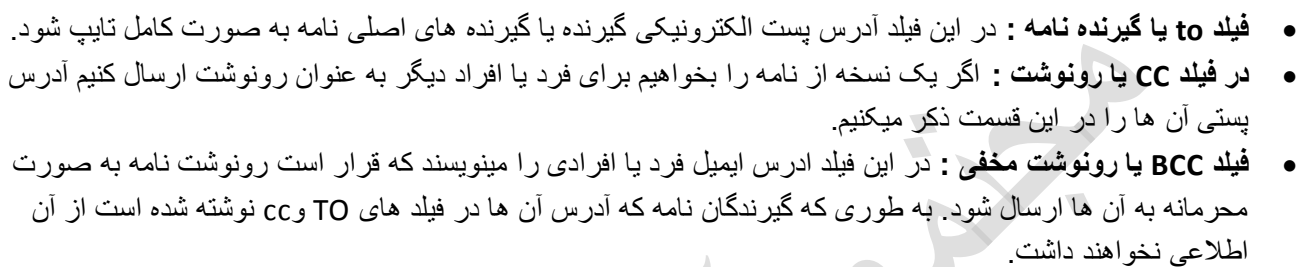 • فیلد to یا گیرنده نامه : در این فیلد آدرس پست الکترونیکی گیرنده یا گیرنده های اصلی نامه به صورت کامل تایپ شود.
• در فیلد CC یا رونوشت : اگر یک نسخه از نامه را بخواهیم برای فرد یا افراد دیگر به عنوان رونوشت ارسال کنیم آدرس
پستی آن ها را در این قسمت ذکر میکنیم.
• فیلد BCC یا رونوشت مخفی : در این فیلد ادرس ایمیل فرد یا افرادی را مینویسند که قرار است رونوشت نامه به صورت
محرمانه به آن ها ارسال شود. به طوری که گیرندگان نامه که آدرس آن ها در فیلد های TO وcc نوشته شده است از آن
اطلاعی نخواهند داشت.